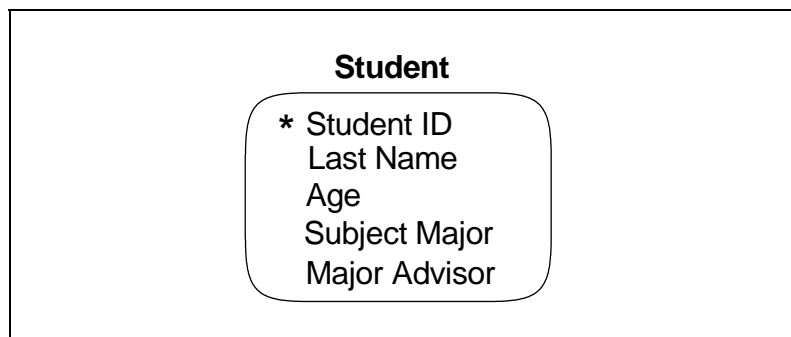 Student
* Student ID
Last Name
Age
Subject Major
Major Advisor